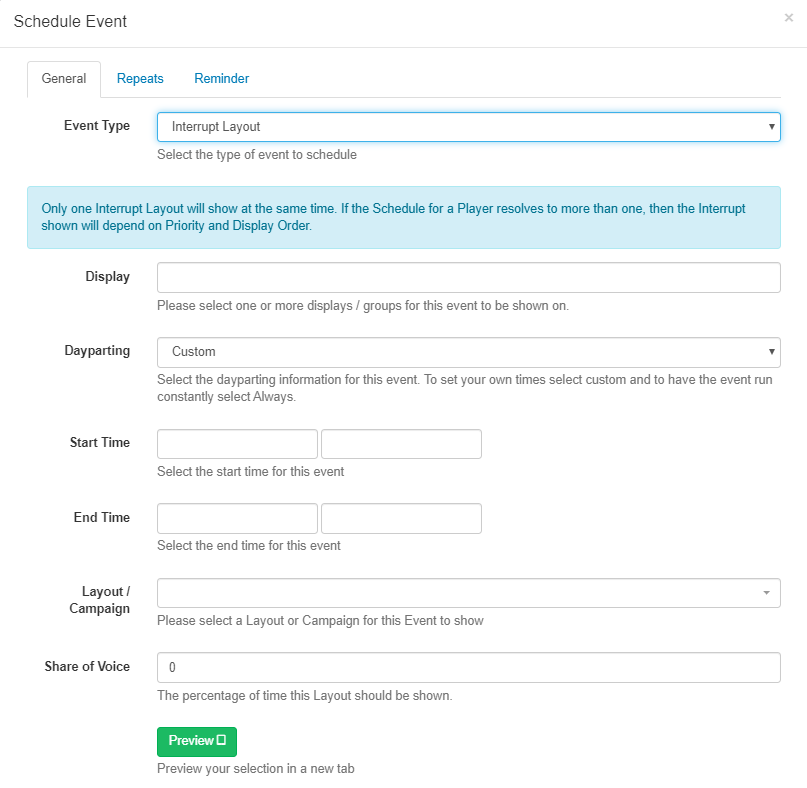 Schedule Event ×
General Repeats Reminder
Event Type Interrupt Layout
Select the type of event to schedule
Only one Interrupt Layout will show at the same time. If the Schedule for a Player resolves to more than one, then the Interrupt
shown will depend on Priority and Display Order.
Display
Please select one or more displays / groups for this event to be shown on.
Dayparting Custom
Select the dayparting information for this event. To set your own times select custom and to have the event run
constantly select Always.
Start Time
Select the start time for this event
End Time
Select the end time for this event
Layout /
Campaign
Please select a Layout or Campaign for this Event to show
Share of Voice 0
The percentage of time this Layout should be shown.
Preview
Preview your selection in a new tab